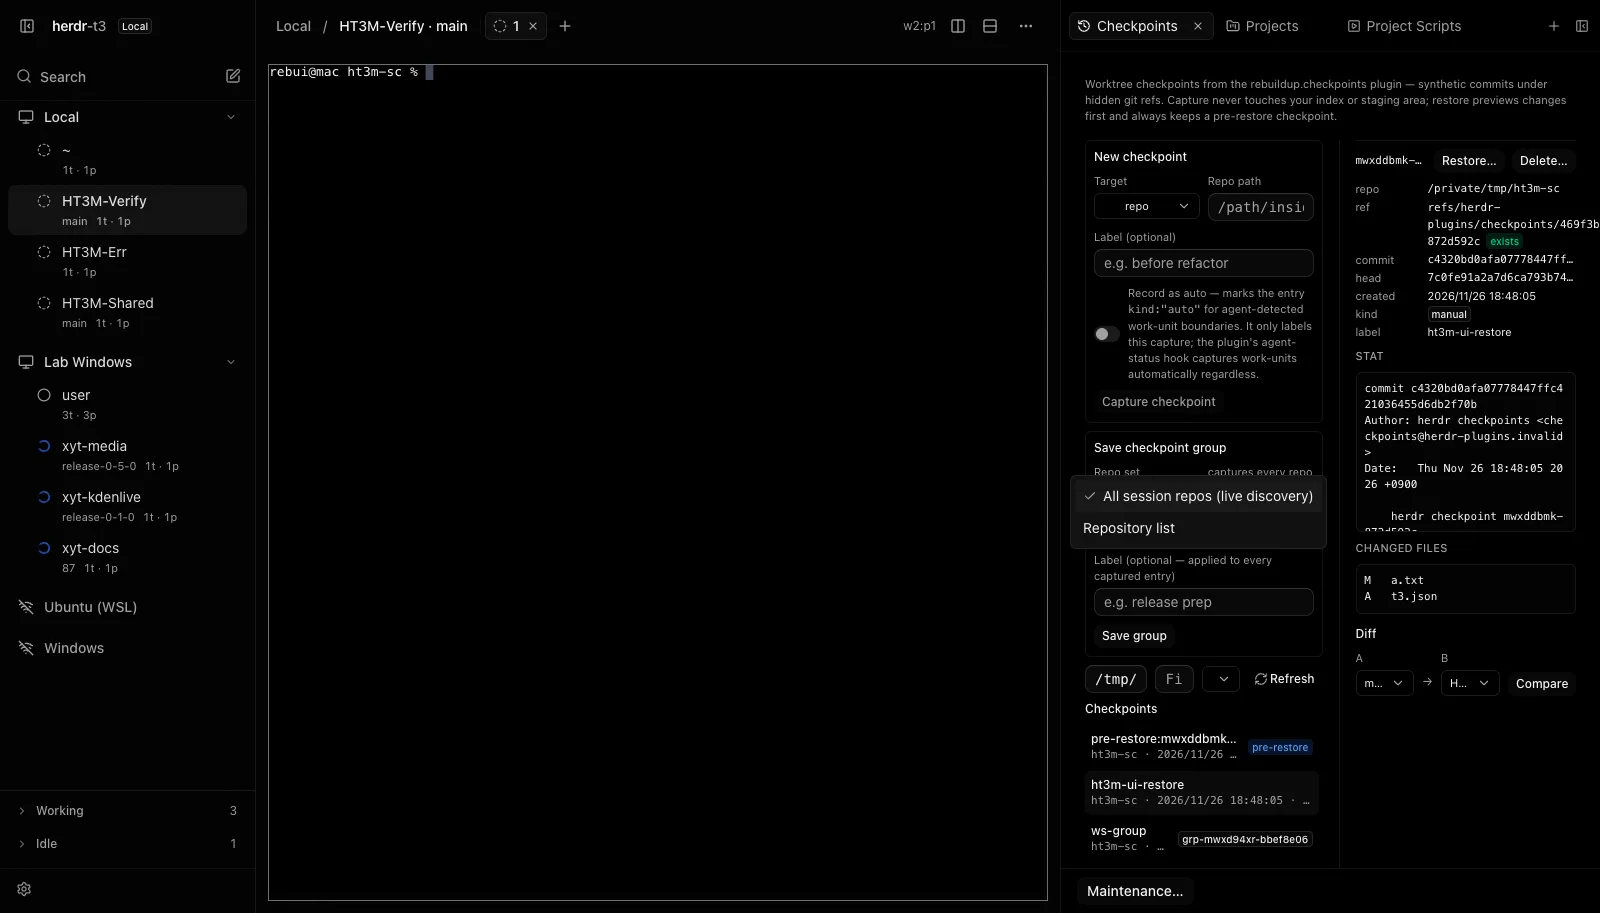 herdr-t3 Local
Search
Local
~
1t · 1p
HT3M-Verify
main 1t · 1p
HT3M-Err
1t · 1p
HT3M-Shared
main 1t · 1p
Lab Windows
user
3t · 3p
xyt-media
release-0-5-0 1t · 1p
xyt-kdenlive
release-0-1-0 1t · 1p
xyt-docs
87 1t · 1p
Ubuntu (WSL)
Windows
Working 3
Idle 1
Local / HT3M-Verify · main
1
w2:p1
rebui@mac ht3m-sc %
Checkpoints
Projects
Project Scripts
Worktree checkpoints from the rebuildup.checkpoints plugin — synthetic commits under
hidden git refs. Capture never touches your index or staging area; restore previews changes
first and always keeps a pre-restore checkpoint.
New checkpoint
Target Repo path
repo /path/insi
Label (optional)
e.g. before refactor
Record as auto — marks the entry
kind:"auto" for agent-detected
work-unit boundaries. It only labels
this capture; the plugin's agent-
status hook captures work-units
automatically regardless.
Capture checkpoint
Save checkpoint group
Repo set captures every repo
All session repos (live discovery)
Repository list
Label (optional — applied to every
captured entry)
e.g. release prep
Save group
/tmp/ Fi Refresh
Checkpoints
pre-restore:mwxddbmk...
ht3m-sc · 2026/11/26 … pre-restore
ht3m-ui-restore
ht3m-sc · 2026/11/26 18:48:05 · …
ws-group
ht3m-sc · … grp-mwxd94xr-bbef8e06
Maintenance...
mwxddbmk-… Restore... Delete...
repo /private/tmp/ht3m-sc
ref refs/herdr-
plugins/checkpoints/469f3b
872d592c exists
commit c4320bd0afa07778447ff…
head 7c0fe91a2a7d6ca793b74…
created 2026/11/26 18:48:05
kind manual
label ht3m-ui-restore
STAT
commit c4320bd0afa07778447ffc4
21036455d6db2f70b
Author: herdr checkpoints <che
ckpoints@herdr-plugins.invalid
>
Date: Thu Nov 26 18:48:05 20
26 +0900
herdr checkpoint mwxddbmk-
872d592c
CHANGED FILES
M a.txt
A t3.json
Diff
A B
m... → H... Compare